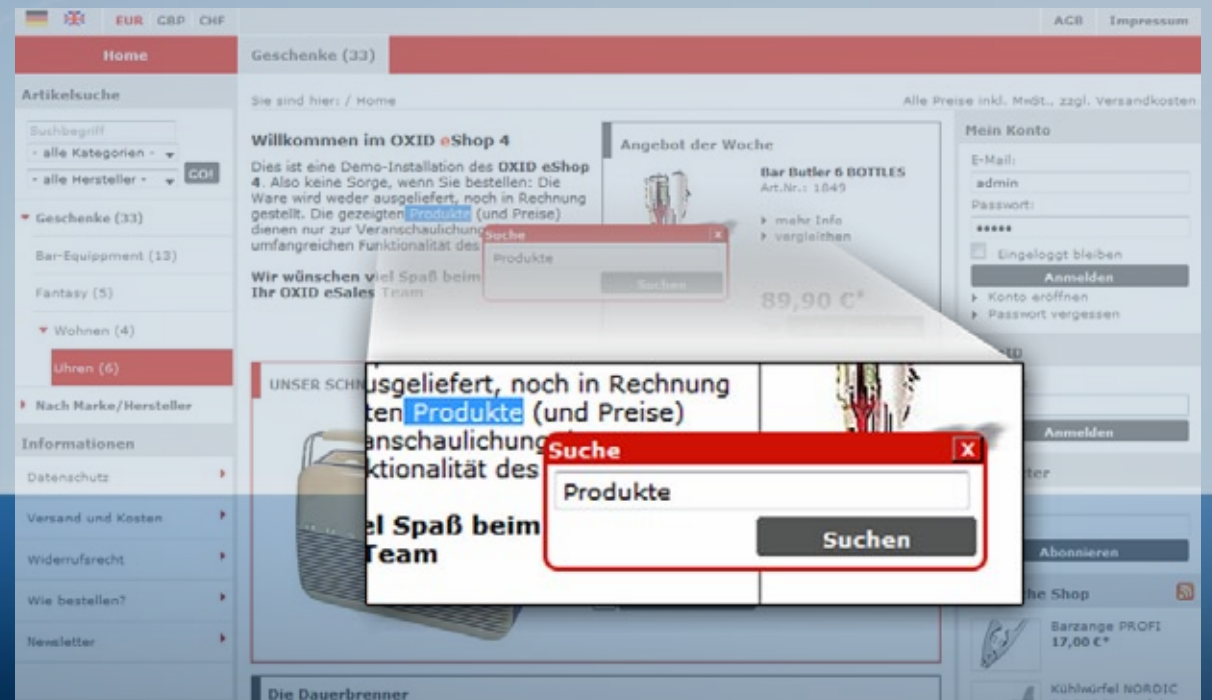 EUR GBP CHF
AGB Impressum
Home
Geschenke (33)
Artikelsuche
Suchbegriff
- alle Kategorien -
- alle Hersteller -
GO!
Geschenke (33)
Bar-Equippment (13)
Fantasy (5)
Wohnen (4)
Uhren (6)
Nach Marke/Hersteller
Informationen
Datenschutz
Versand und Kosten
Widerrufsrecht
Wie bestellen?
Newsletter
Sie sind hier: / Home
Alle Preise inkl. MwSt., zzgl. Versandkosten
Willkommen im OXID eShop 4
Dies ist eine Demo-Installation des OXID eShop
4. Also keine Sorge, wenn Sie bestellen: Die
Ware wird weder ausgeliefert, noch in Rechnung
gestellt. Die gezeigten Produkte (und Preise)
dienen nur zur Veranschaulichung
umfangreichen Funktionalität des
Wir wünschen viel Spaß beim
Ihr OXID eSales Team
Suche
X
Produkte
Suchen
Angebot der Woche
Bar Butler 6 BOTTLES
Art.Nr.: 1849
mehr Info
vergleichen
89,90 €*
UNSER SCHN
usgeliefert, noch in Rechnung
ten Produkte (und Preise)
anschaulichung
ktionalität des
el Spaß beim
Team
Suche
X
Produkte
Suchen
Die Dauerbrenner
Mein Konto
E-Mail:
admin
Passwort:
•••••
Eingeloggt bleiben
Anmelden
Konto eröffnen
Passwort vergessen
Anmelden
ter
Abonnieren
he Shop
Barzange PROFI
17,00 €*
Kühlwürfel NORDIC